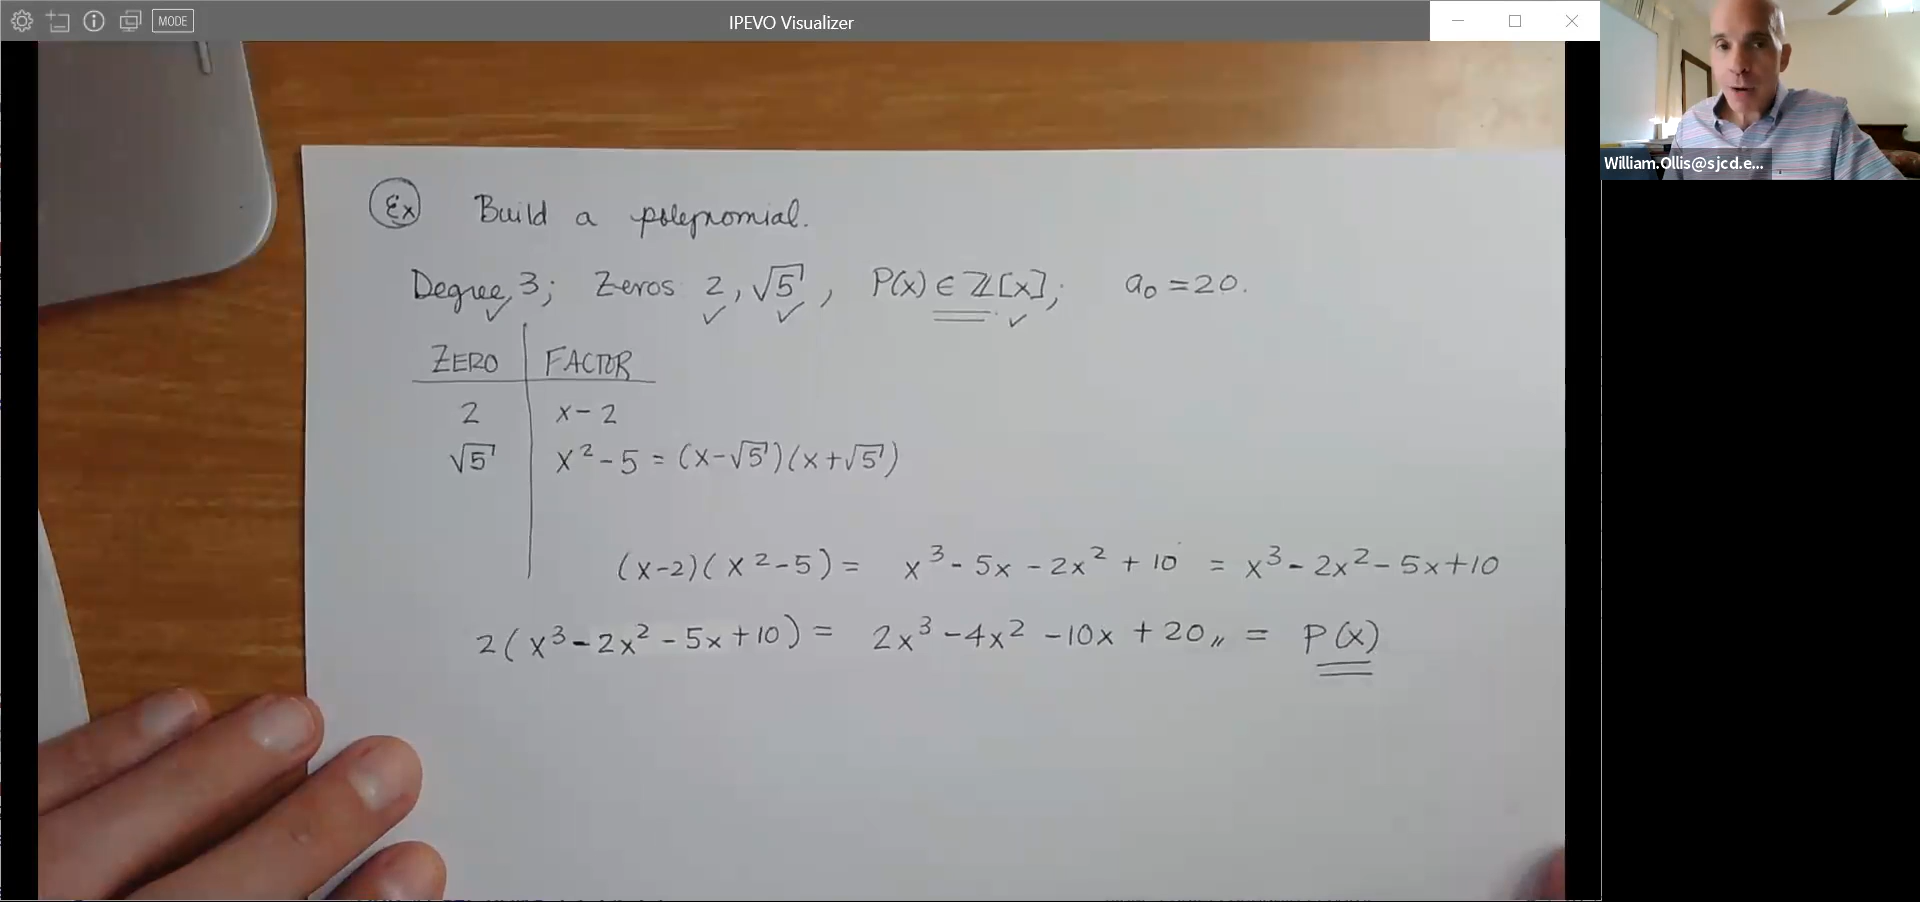 MODE
IPEVO Visualizer
William.Ollis@sjcd.e...
Ex Build a polynomial.
Degree 3; Zeros 2, √5, P(x) ∈ ℤ[x]; a₀ = 20.
ZERO FACTOR
2 x - 2
√5 x² - 5 = (x-√5)(x+√5)
(x-2)(x²-5) = x³ - 5x - 2x² + 10 = x³ - 2x² - 5x + 10
2(x³ - 2x² - 5x + 10) = 2x³ - 4x² - 10x + 20 = P(x)